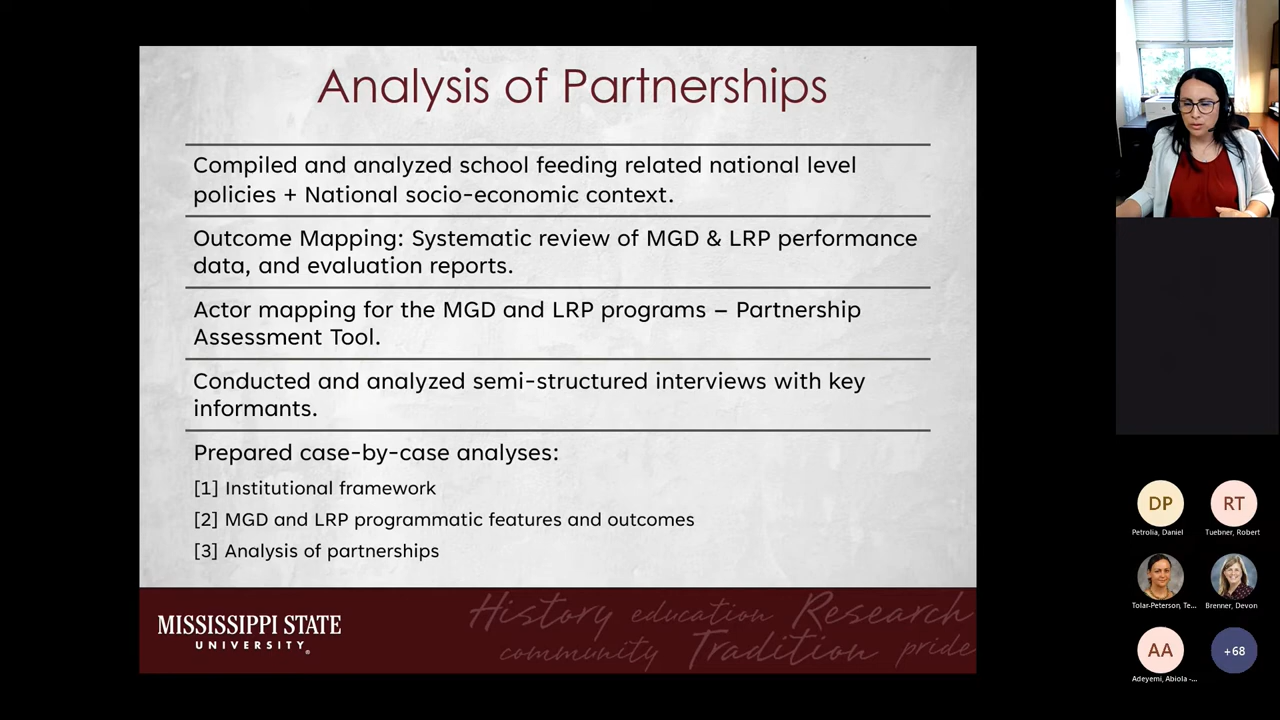 Analysis of Partnerships
Compiled and analyzed school feeding related national level
policies + National socio-economic context.
Outcome Mapping: Systematic review of MGD & LRP performance
data, and evaluation reports.
Actor mapping for the MGD and LRP programs – Partnership
Assessment Tool.
Conducted and analyzed semi-structured interviews with key
informants.
Prepared case-by-case analyses:
[1] Institutional framework
[2] MGD and LRP programmatic features and outcomes
[3] Analysis of partnerships
MISSISSIPPI STATE
UNIVERSITY®
History education Research
community Tradition pride
DP
RT
Petrolia, Daniel
Tuebner, Robert
Tolar-Peterson, Te...
Brenner, Devon
AA
+68
Adeyemi, Abiola -...